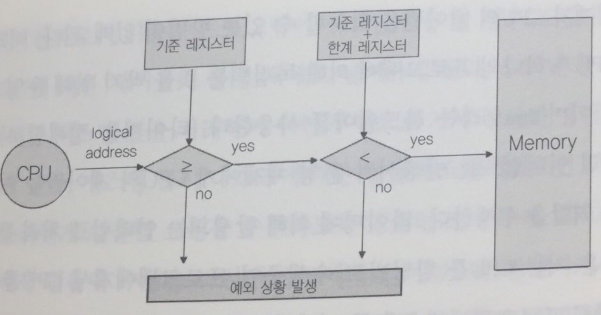 기준 레지스터
기준 레지스터
+
한계 레지스터
CPU
logical
address
≥
yes
<
yes
Memory
no
no
예외 상황 발생